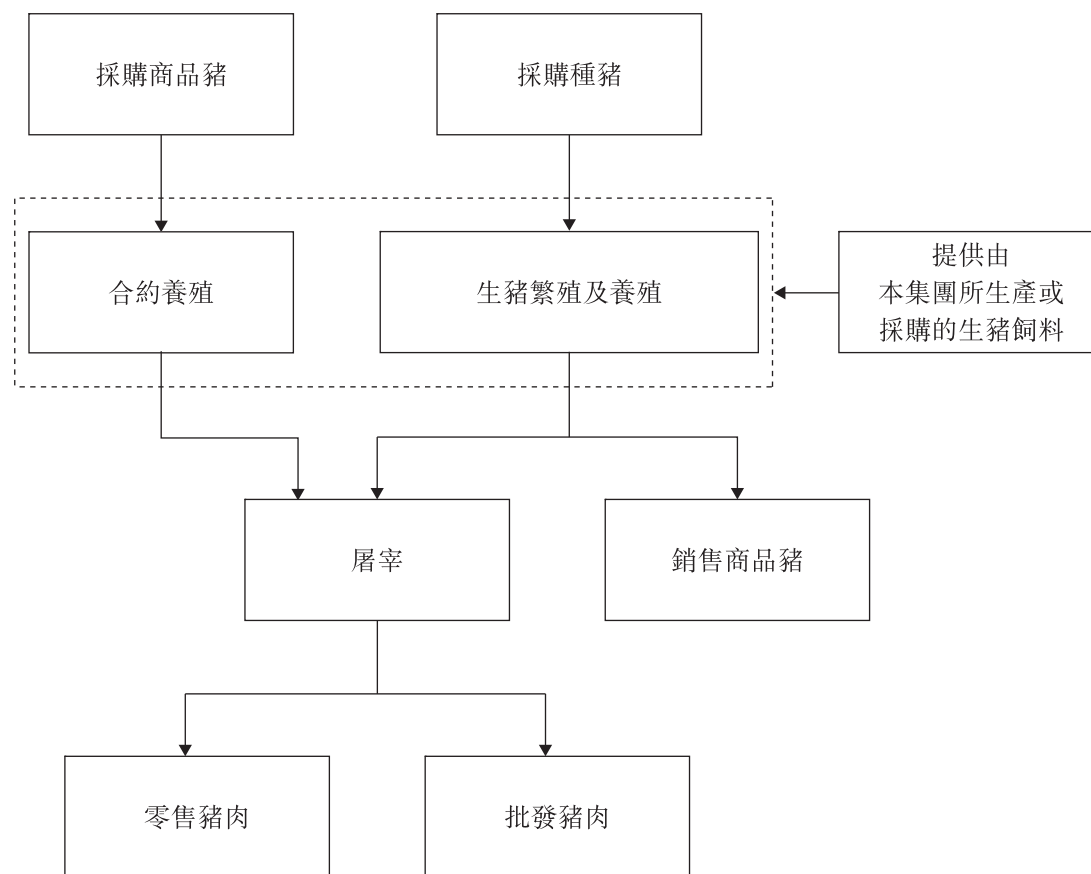 採購商品豬
採購種豬
合約養殖
生豬繁殖及養殖
提供由
本集團所生產或
採購的生豬飼料
屠宰
銷售商品豬
零售豬肉
批發豬肉